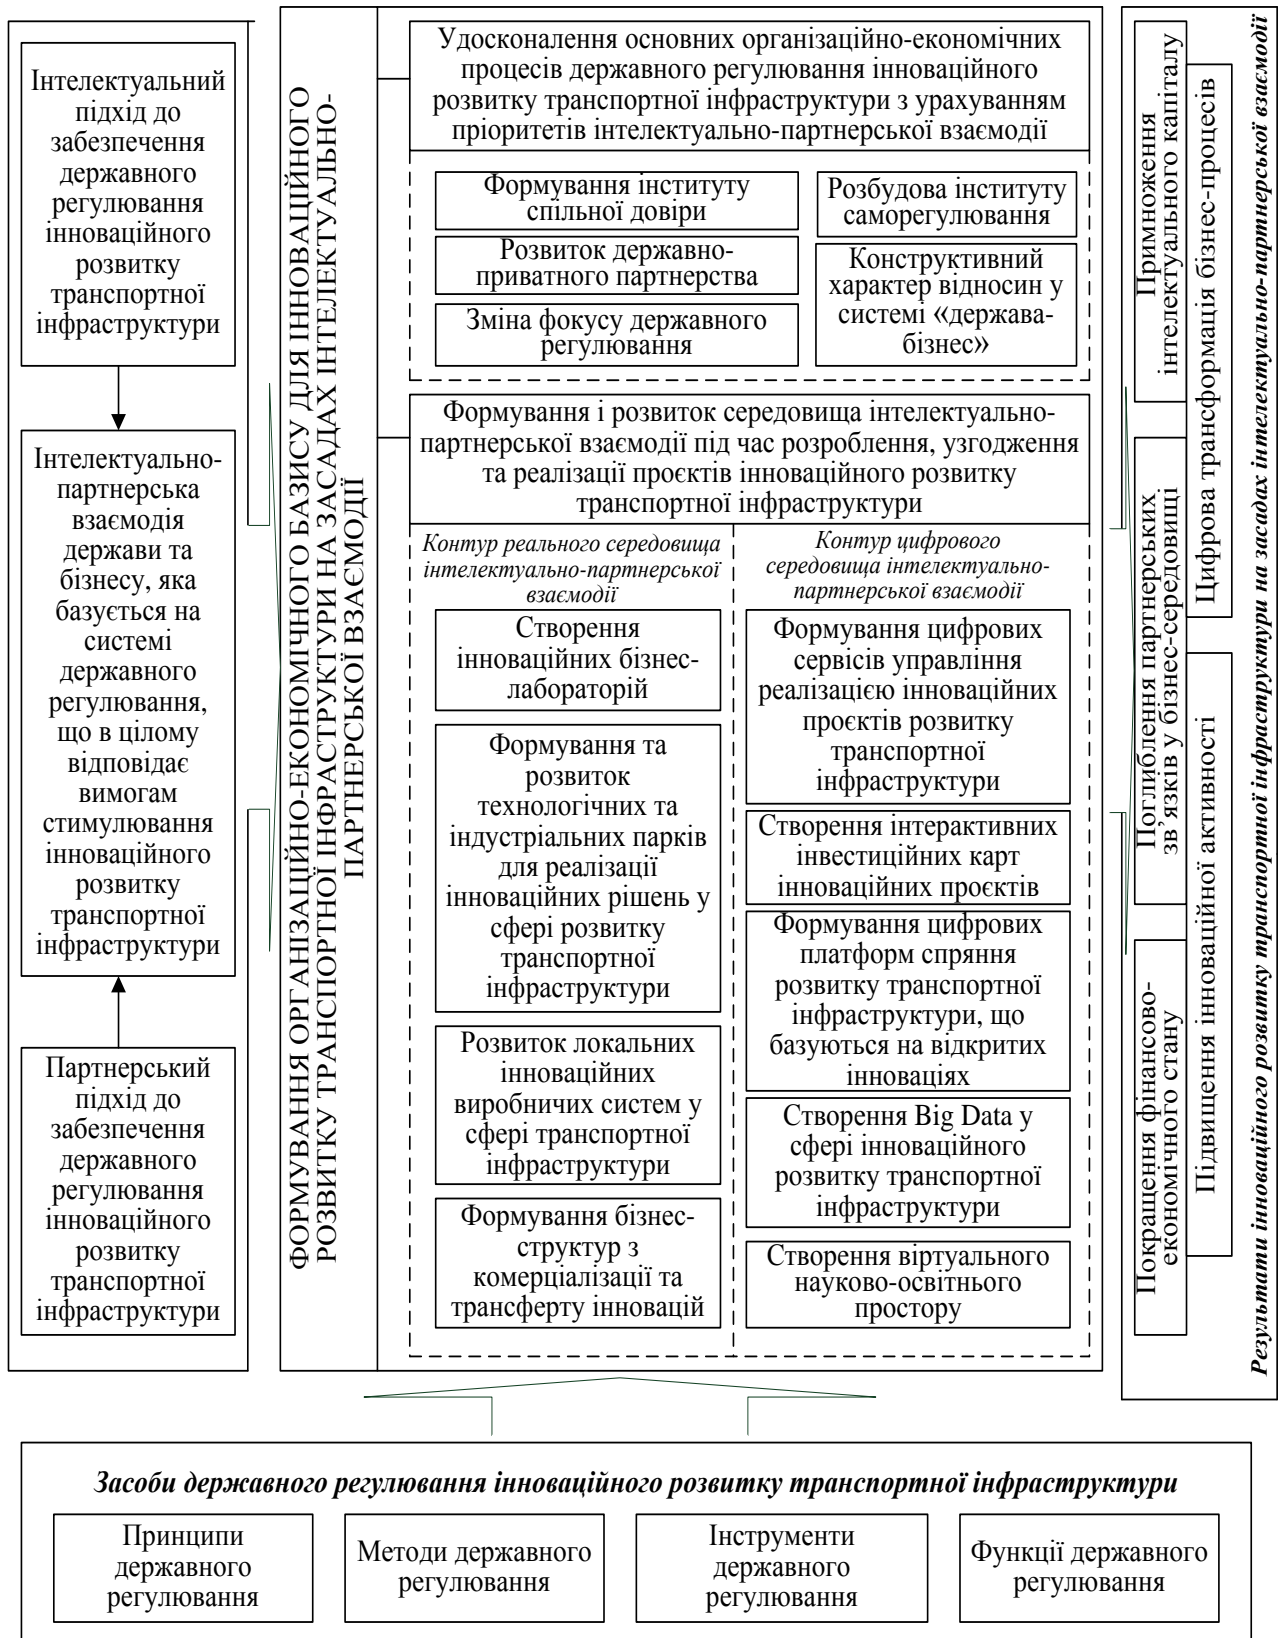 Інтелектуальний
підхід до
забезпечення
державного
регулювання
інноваційного
розвитку
транспортної
інфраструктури
Інтелектуально-
партнерська
взаємодія
держави та
бізнесу, яка
базується на
системі
державного
регулювання,
що в цілому
відповідає
вимогам
стимулювання
інноваційного
розвитку
транспортної
інфраструктури
Партнерський
підхід до
забезпечення
державного
регулювання
інноваційного
розвитку
транспортної
інфраструктури
ФОРМУВАННЯ ОРГАНІЗАЦІЙНО-ЕКОНОМІЧНОГО БАЗИСУ ДЛЯ ІННОВАЦІЙНОГО
РОЗВИТКУ ТРАНСПОРТНОЇ ІНФРАСТРУКТУРИ НА ЗАСАДАХ ІНТЕЛЕКТУАЛЬНО-
ПАРТНЕРСЬКОЇ ВЗАЄМОДІЇ
Удосконалення основних організаційно-економічних
процесів державного регулювання інноваційного
розвитку транспортної інфраструктури з урахуванням
пріоритетів інтелектуально-партнерської взаємодії
Формування інституту
спільної довіри
Розвиток державно-
приватного партнерства
Зміна фокусу державного
регулювання
Розбудова інституту
саморегулювання
Конструктивний
характер відносин у
системі «держава-
бізнес»
Формування і розвиток середовища інтелектуально-
партнерської взаємодії під час розроблення, узгодження
та реалізації проєктів інноваційного розвитку
транспортної інфраструктури
Контур реального середовища
інтелектуально-партнерської
взаємодії
Створення
інноваційних бізнес-
лабораторій
Формування та
розвиток
технологічних та
індустріальних парків
для реалізації
інноваційних рішень у
сфері розвитку
транспортної
інфраструктури
Розвиток локальних
інноваційних
виробничих систем у
сфері транспортної
інфраструктури
Формування бізнес-
структур з
комерціалізації та
трансферту інновацій
Контур цифрового
середовища інтелектуально-
партнерської взаємодії
Формування цифрових
сервісів управління
реалізацією інноваційних
проєктів розвитку
транспортної
інфраструктури
Створення інтерактивних
інвестиційних карт
інноваційних проєктів
Формування цифрових
платформ спряння
розвитку транспортної
інфраструктури, що
базуються на відкритих
інноваціях
Створення Big Data у
сфері інноваційного
розвитку транспортної
інфраструктури
Створення віртуального
науково-освітнього
простору
Примноження
інтелектуального капіталу
Поглиблення партнерських
зв’язків у бізнес-середовищі
Покращення фінансово-
економічного стану
Цифрова трансформація бізнес-процесів
Підвищення інноваційної активності
Результати інноваційного розвитку транспортної інфраструктури на засадах інтелектуально-партнерської взаємодії
Засоби державного регулювання інноваційного розвитку транспортної інфраструктури
Принципи
державного
регулювання
Методи державного
регулювання
Інструменти
державного
регулювання
Функції державного
регулювання